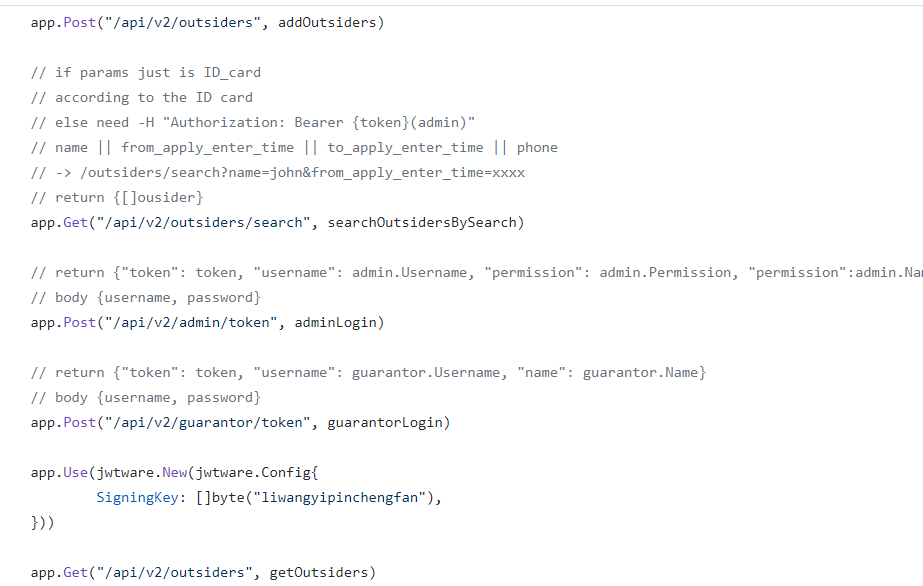 app.Post("/api/v2/outsiders", addOutsiders)
// if params just is ID_card
// according to the ID card
// else need -H "Authorization: Bearer {token}(admin)"
// name || from_apply_enter_time || to_apply_enter_time || phone
// -> /outsiders/search?name=john&from_apply_enter_time=xxxx
// return {[]ousider}
app.Get("/api/v2/outsiders/search", searchOutsidersBySearch)
// return {"token": token, "username": admin.Username, "permission": admin.Permission, "permission":admin.Na
// body {username, password}
app.Post("/api/v2/admin/token", adminLogin)
// return {"token": token, "username": guarantor.Username, "name": guarantor.Name}
// body {username, password}
app.Post("/api/v2/guarantor/token", guarantorLogin)
app.Use(jwtware.New(jwtware.Config{
SigningKey: []byte("liwangyipinchengfan"),
}))
app.Get("/api/v2/outsiders", getOutsiders)